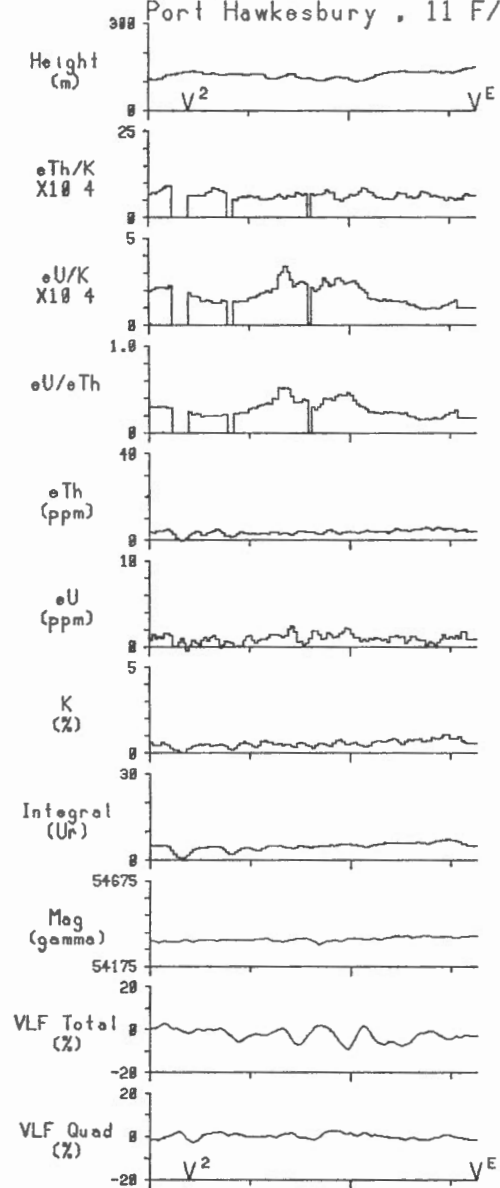 Port Hawkesbury , 11 F/
300
Height
(m)
0
V2
VE
25
eTh/K
X10 4
0
5
eU/K
X10 4
0
1.0
eU/eTh
0
40
eTh
(ppm)
0
10
eU
(ppm)
0
5
K
(%)
0
30
Integral
(Ur)
0
54675
Mag
(gamma)
54175
20
VLF Total
(%)
0
-20
20
VLF Quad
(%)
0
-20
V2
VE